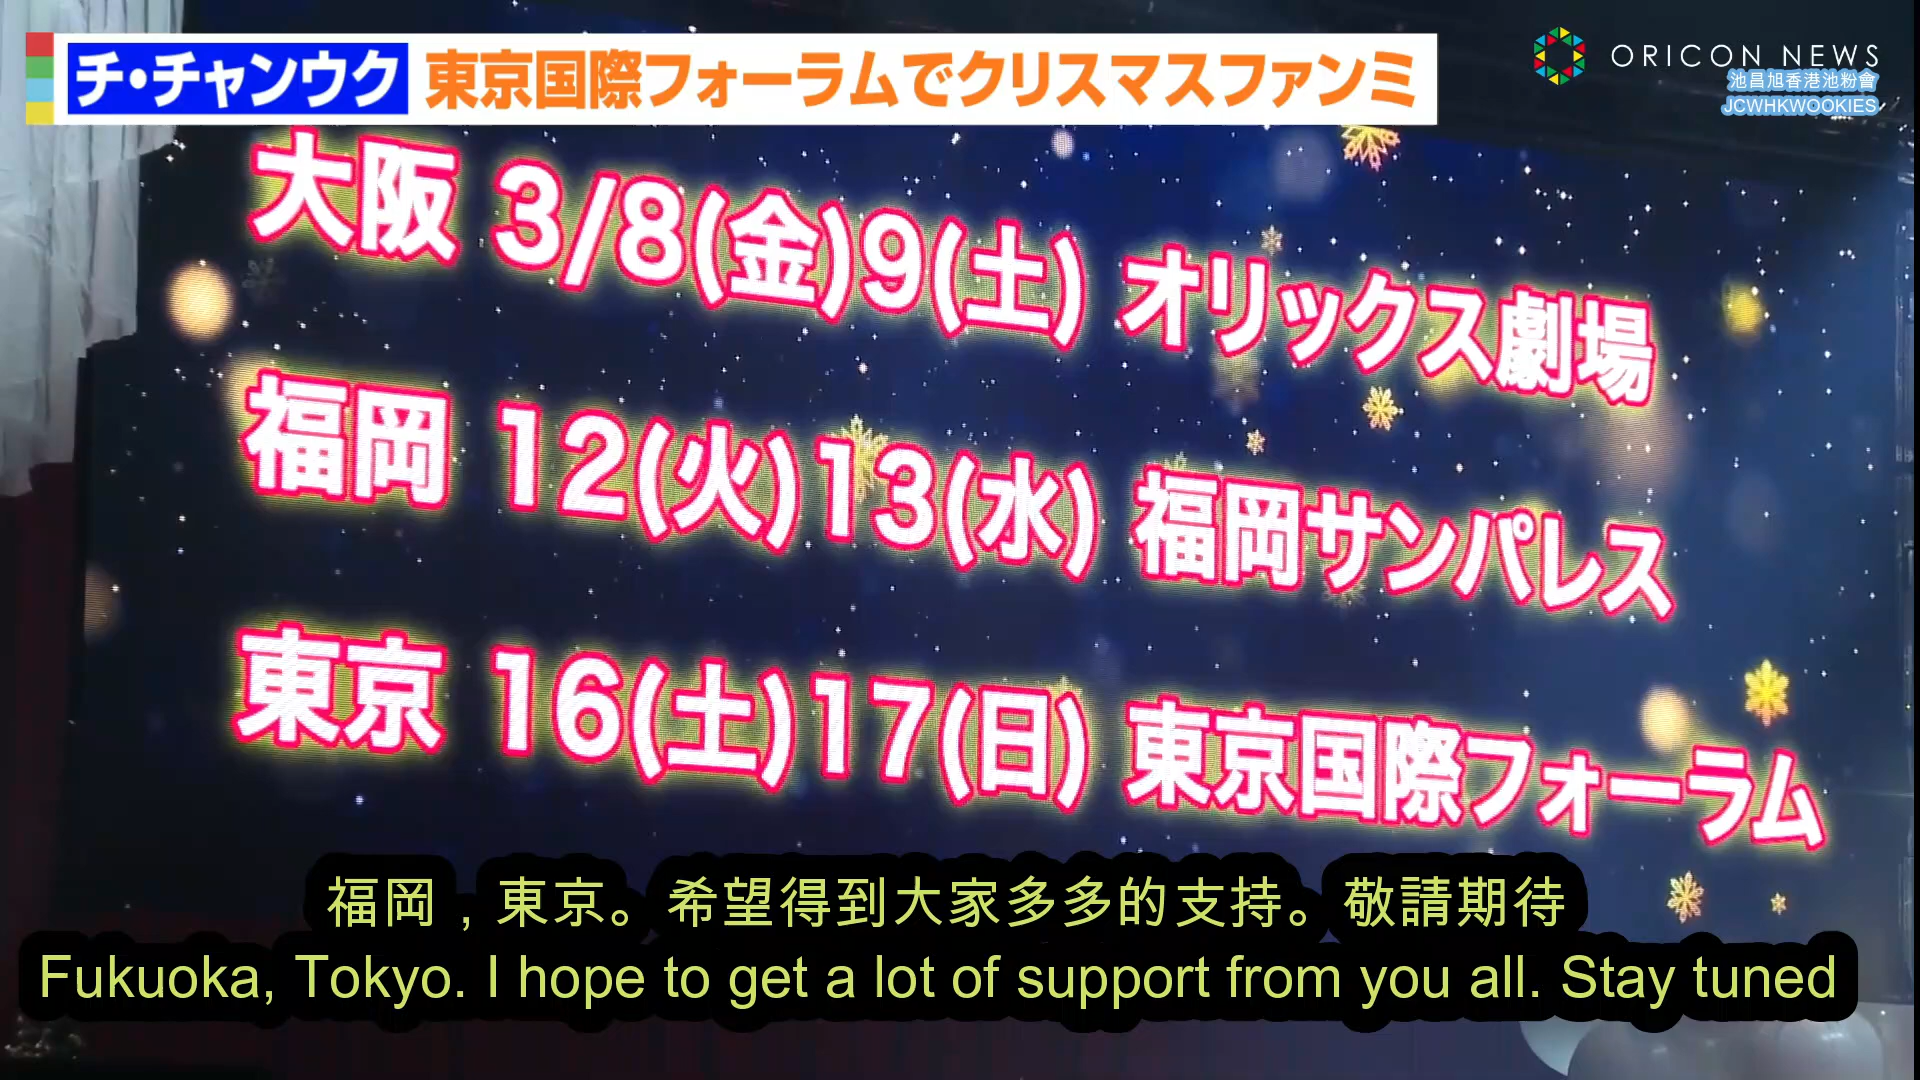 チ・チャンウク 東京国際フォーラムでクリスマスファンミ
ORICON NEWS
池昌旭香港池粉會
JCWHKWOOKIES
大阪 3/8(金)9(土) オリックス劇場
福岡 12(火)13(水) 福岡サンパレス
東京 16(土)17(日) 東京国際フォーラム
福岡，東京。希望得到大家多多的支持。敬請期待
Fukuoka, Tokyo. I hope to get a lot of support from you all. Stay tuned